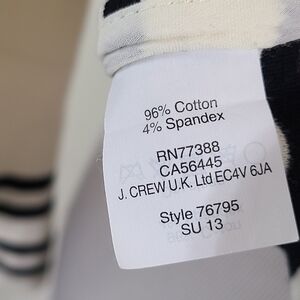 96% Cotton
4% Spandex
RN77388
CA56445
J. CREW U.K. Ltd EC4V 6JA
Style 76795
SU 13